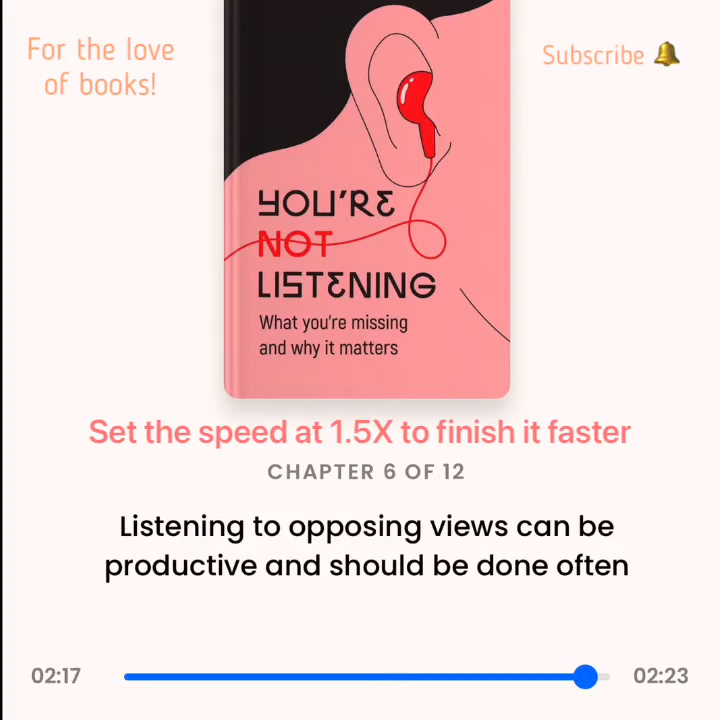 For the love
of books!
Subscribe 🔔
YOU'RE
NOT
LISTENING
What you're missing
and why it matters
Set the speed at 1.5X to finish it faster
CHAPTER 6 OF 12
Listening to opposing views can be
productive and should be done often
02:17
02:23